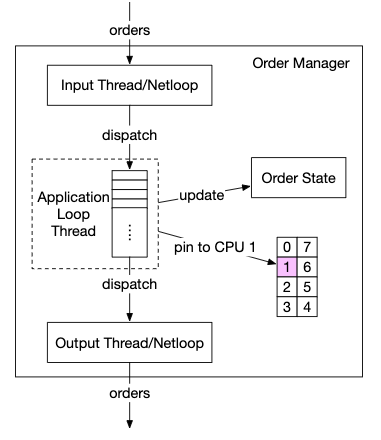 orders
Order Manager
Input Thread/Netloop
dispatch
Application
Loop
Thread
⋮
update
Order State
pin to CPU 1
0 7
1 6
2 5
3 4
dispatch
Output Thread/Netloop
orders